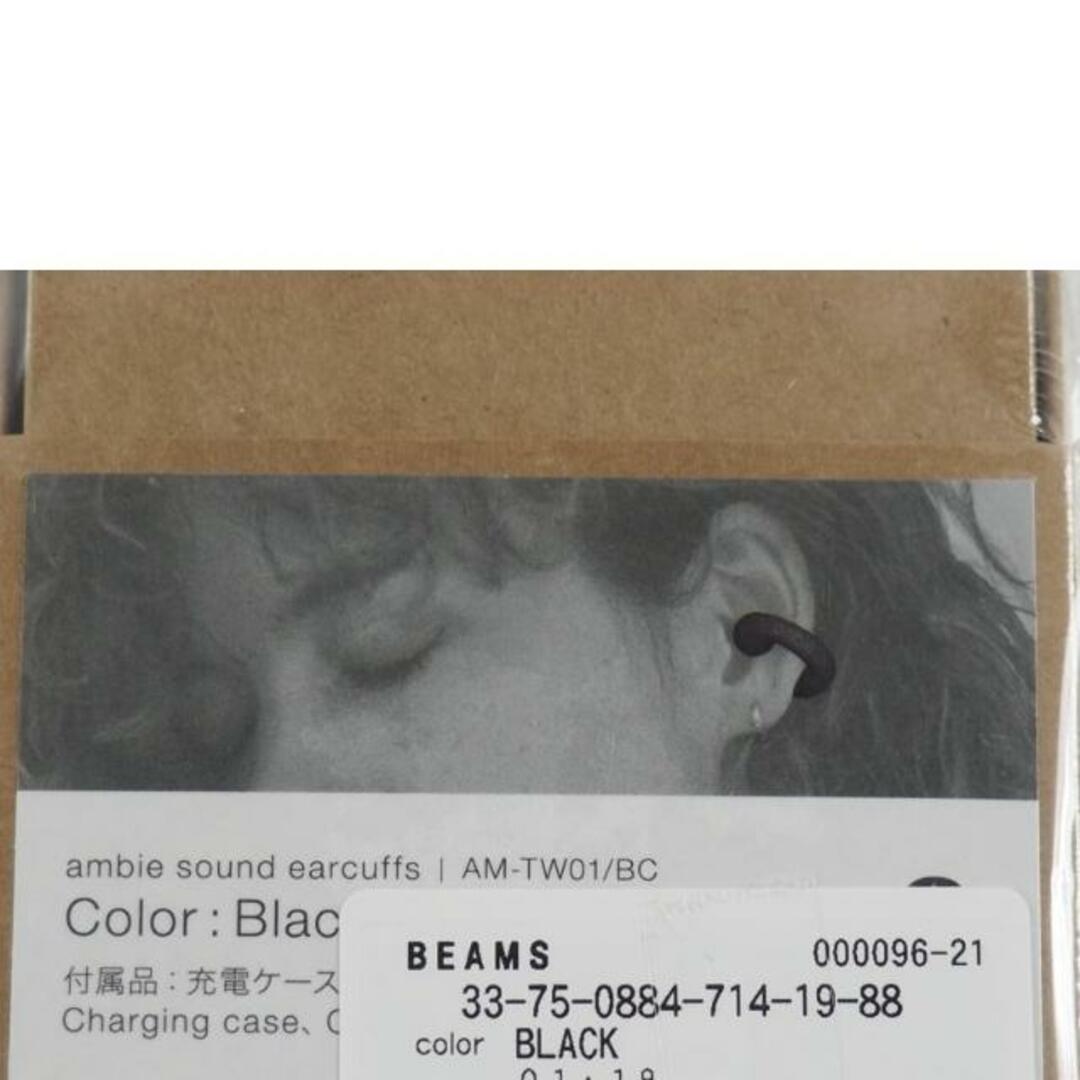 ambie sound earcuffs | AM-TW01/BC
Color : Blac
付属品：充電ケース
Charging case、
BEAMS 000096-21
33-75-0884-714-19-88
color BLACK